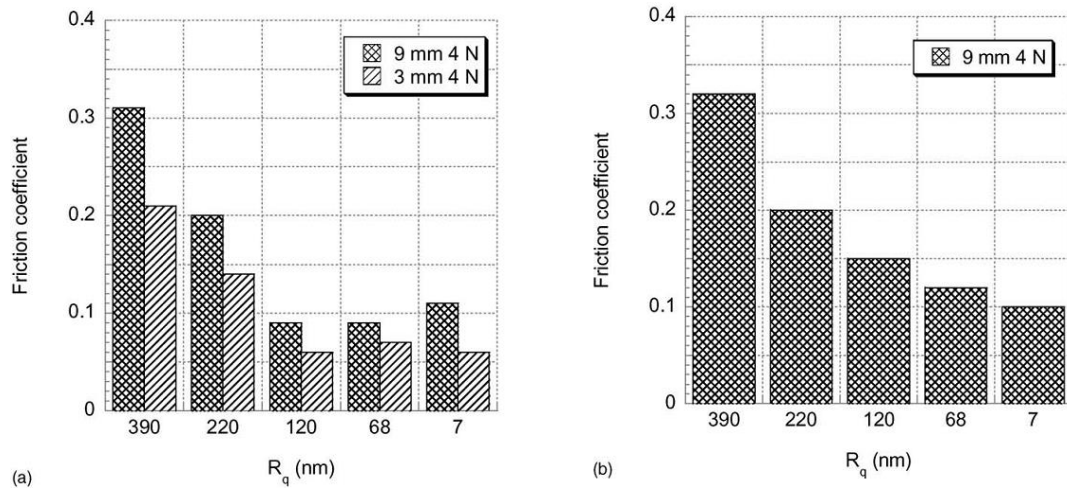 0.4
0.3
0.2
0.1
0
Friction coefficient
9 mm 4 N
3 mm 4 N
390 220 120 68 7
Rq (nm)
(a)
0.4
0.3
0.2
0.1
0
Friction coefficient
9 mm 4 N
390 220 120 68 7
Rq (nm)
(b)